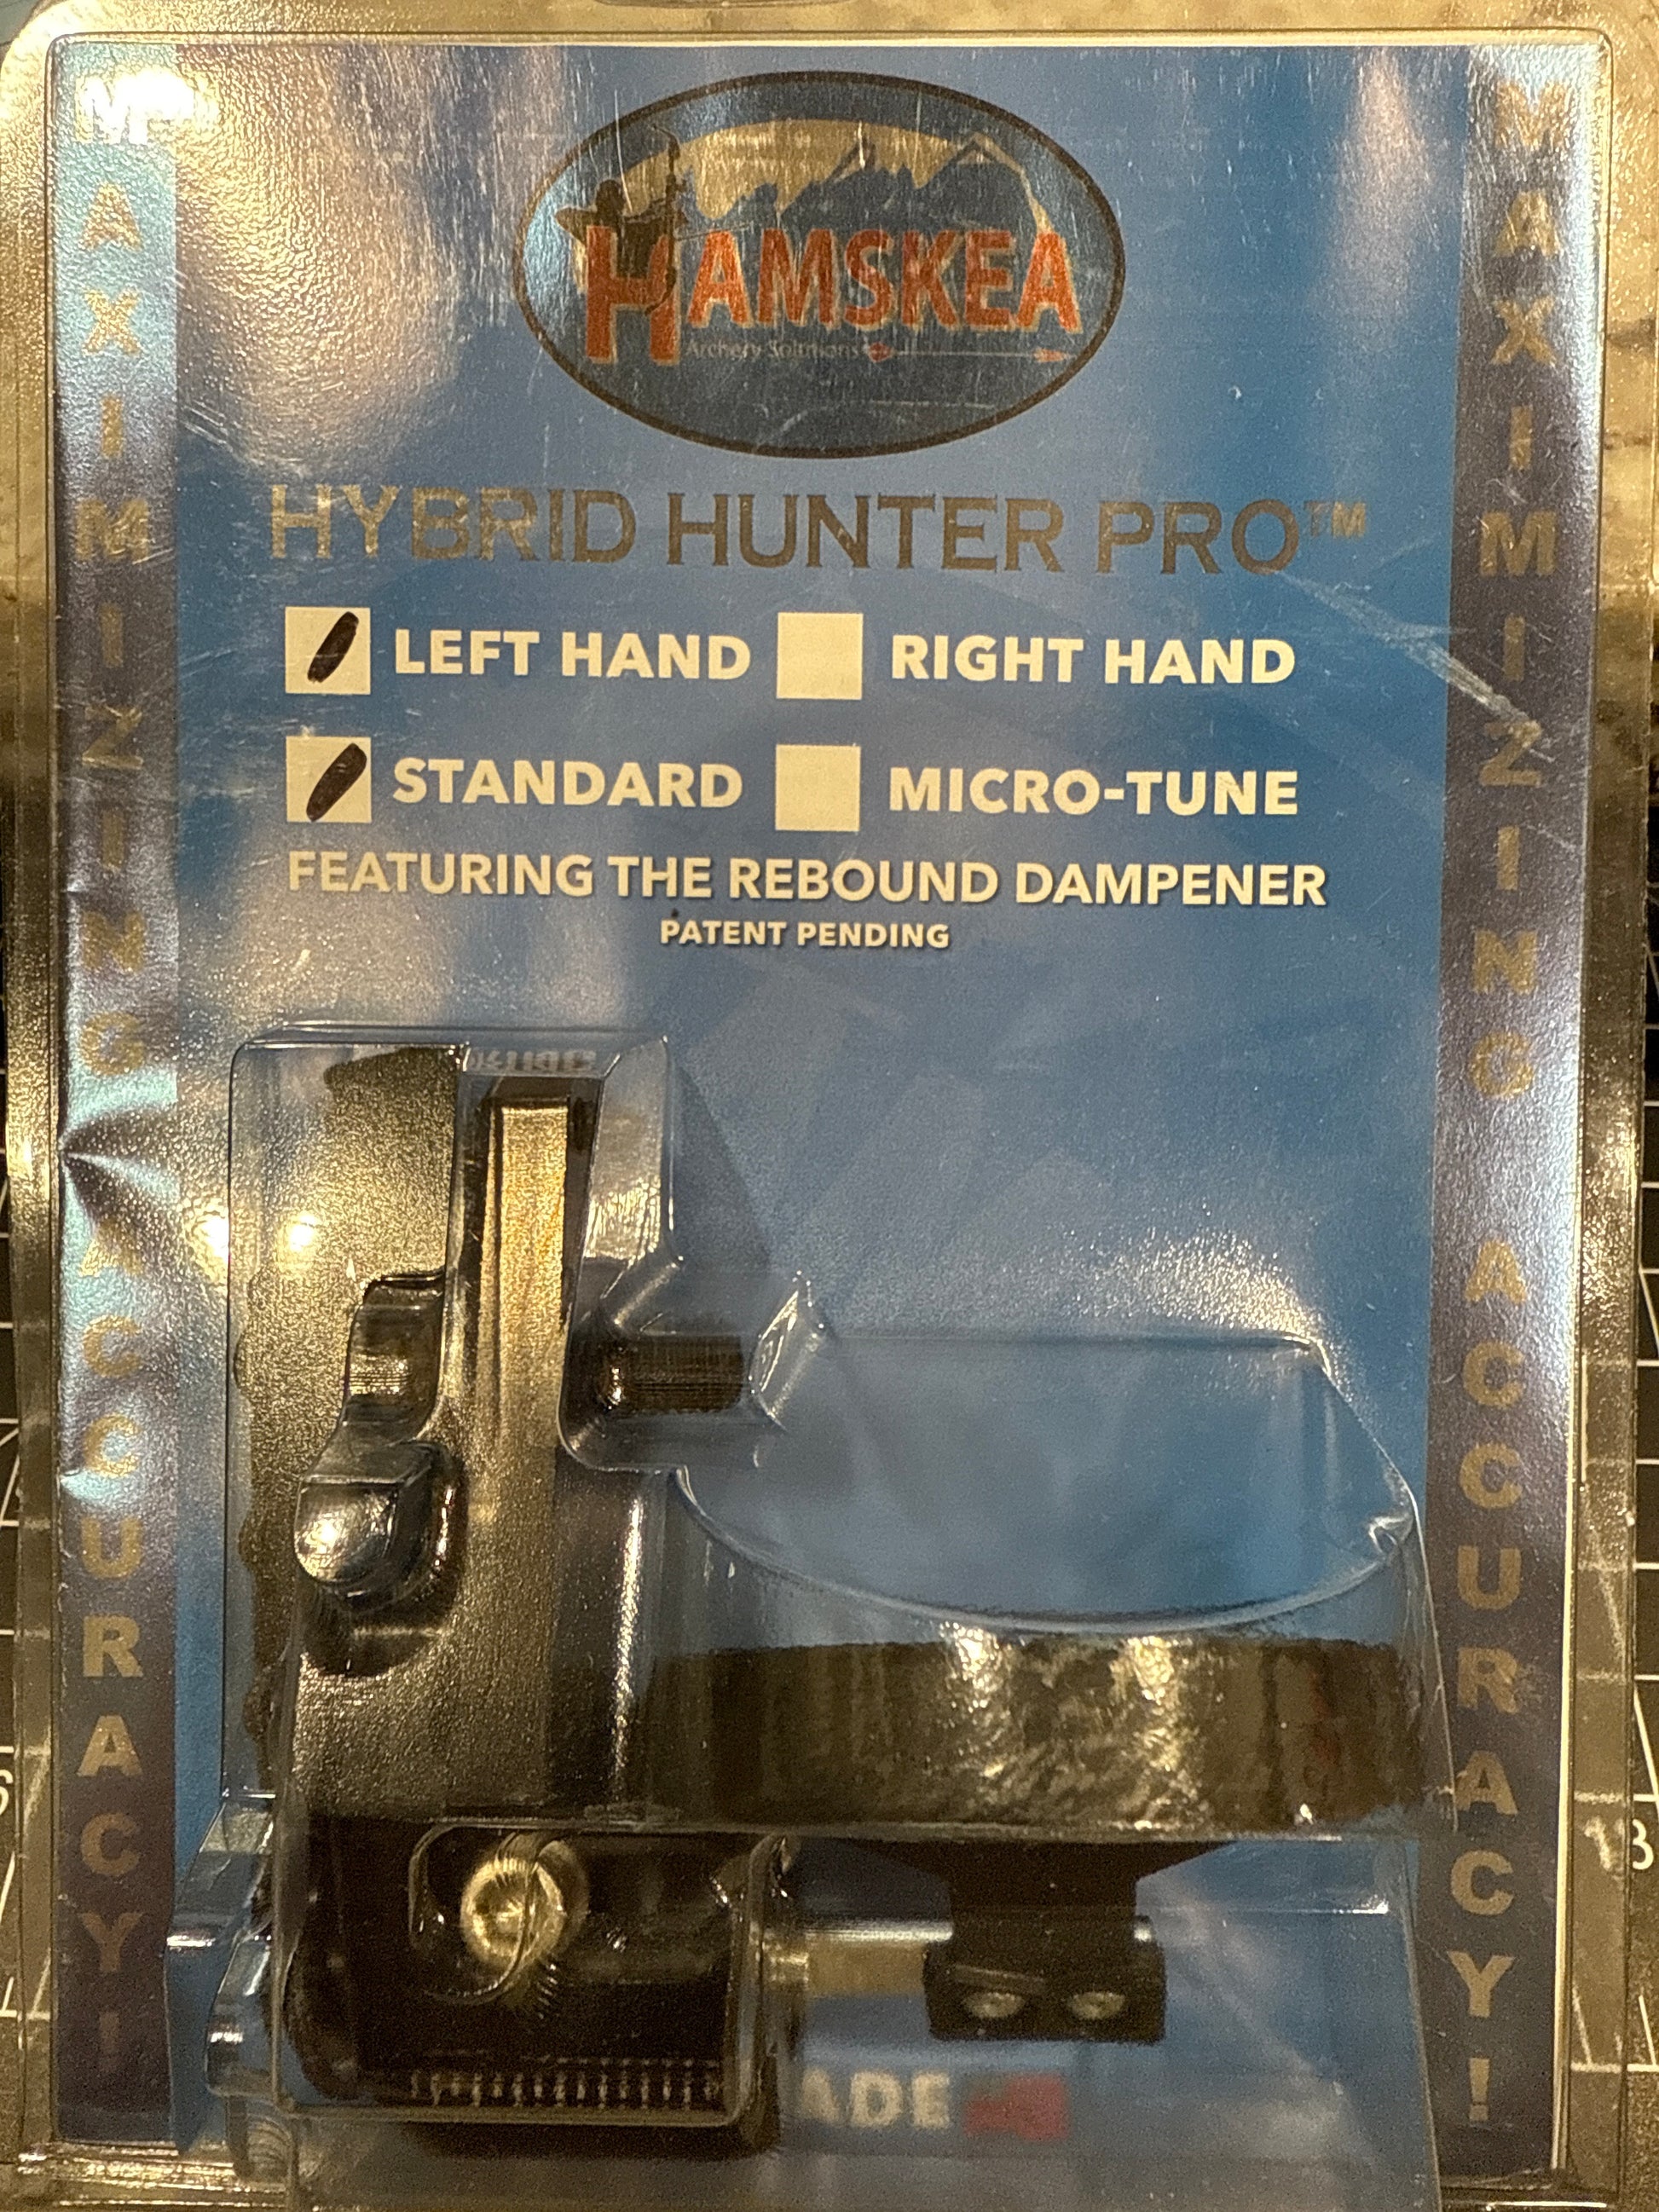 HAMSKEA
Archery Solutions
HYBRID HUNTER PRO™
LEFT HAND RIGHT HAND
STANDARD MICRO-TUNE
FEATURING THE REBOUND DAMPENER
PATENT PENDING
MAXIMIZING ACCURACY!
MAXIMIZING ACCURACY!
ADE